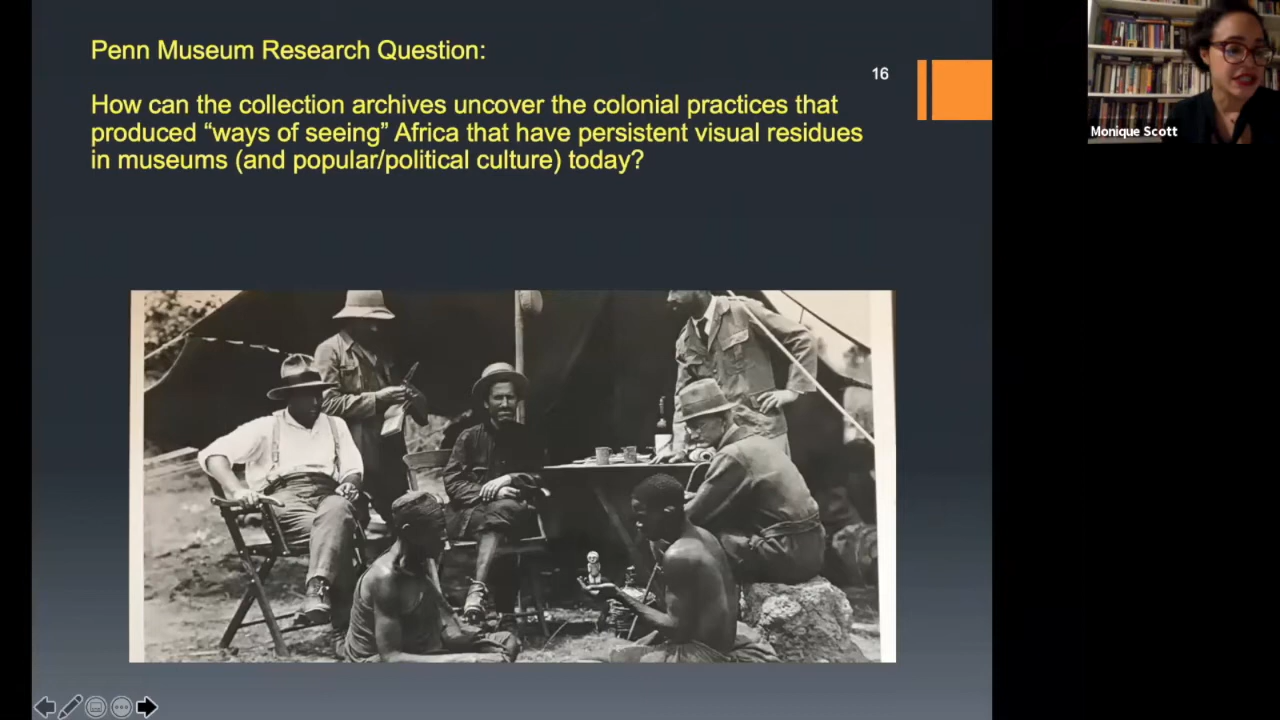 Penn Museum Research Question:
16
How can the collection archives uncover the colonial practices that
produced “ways of seeing” Africa that have persistent visual residues
in museums (and popular/political culture) today?
Monique Scott